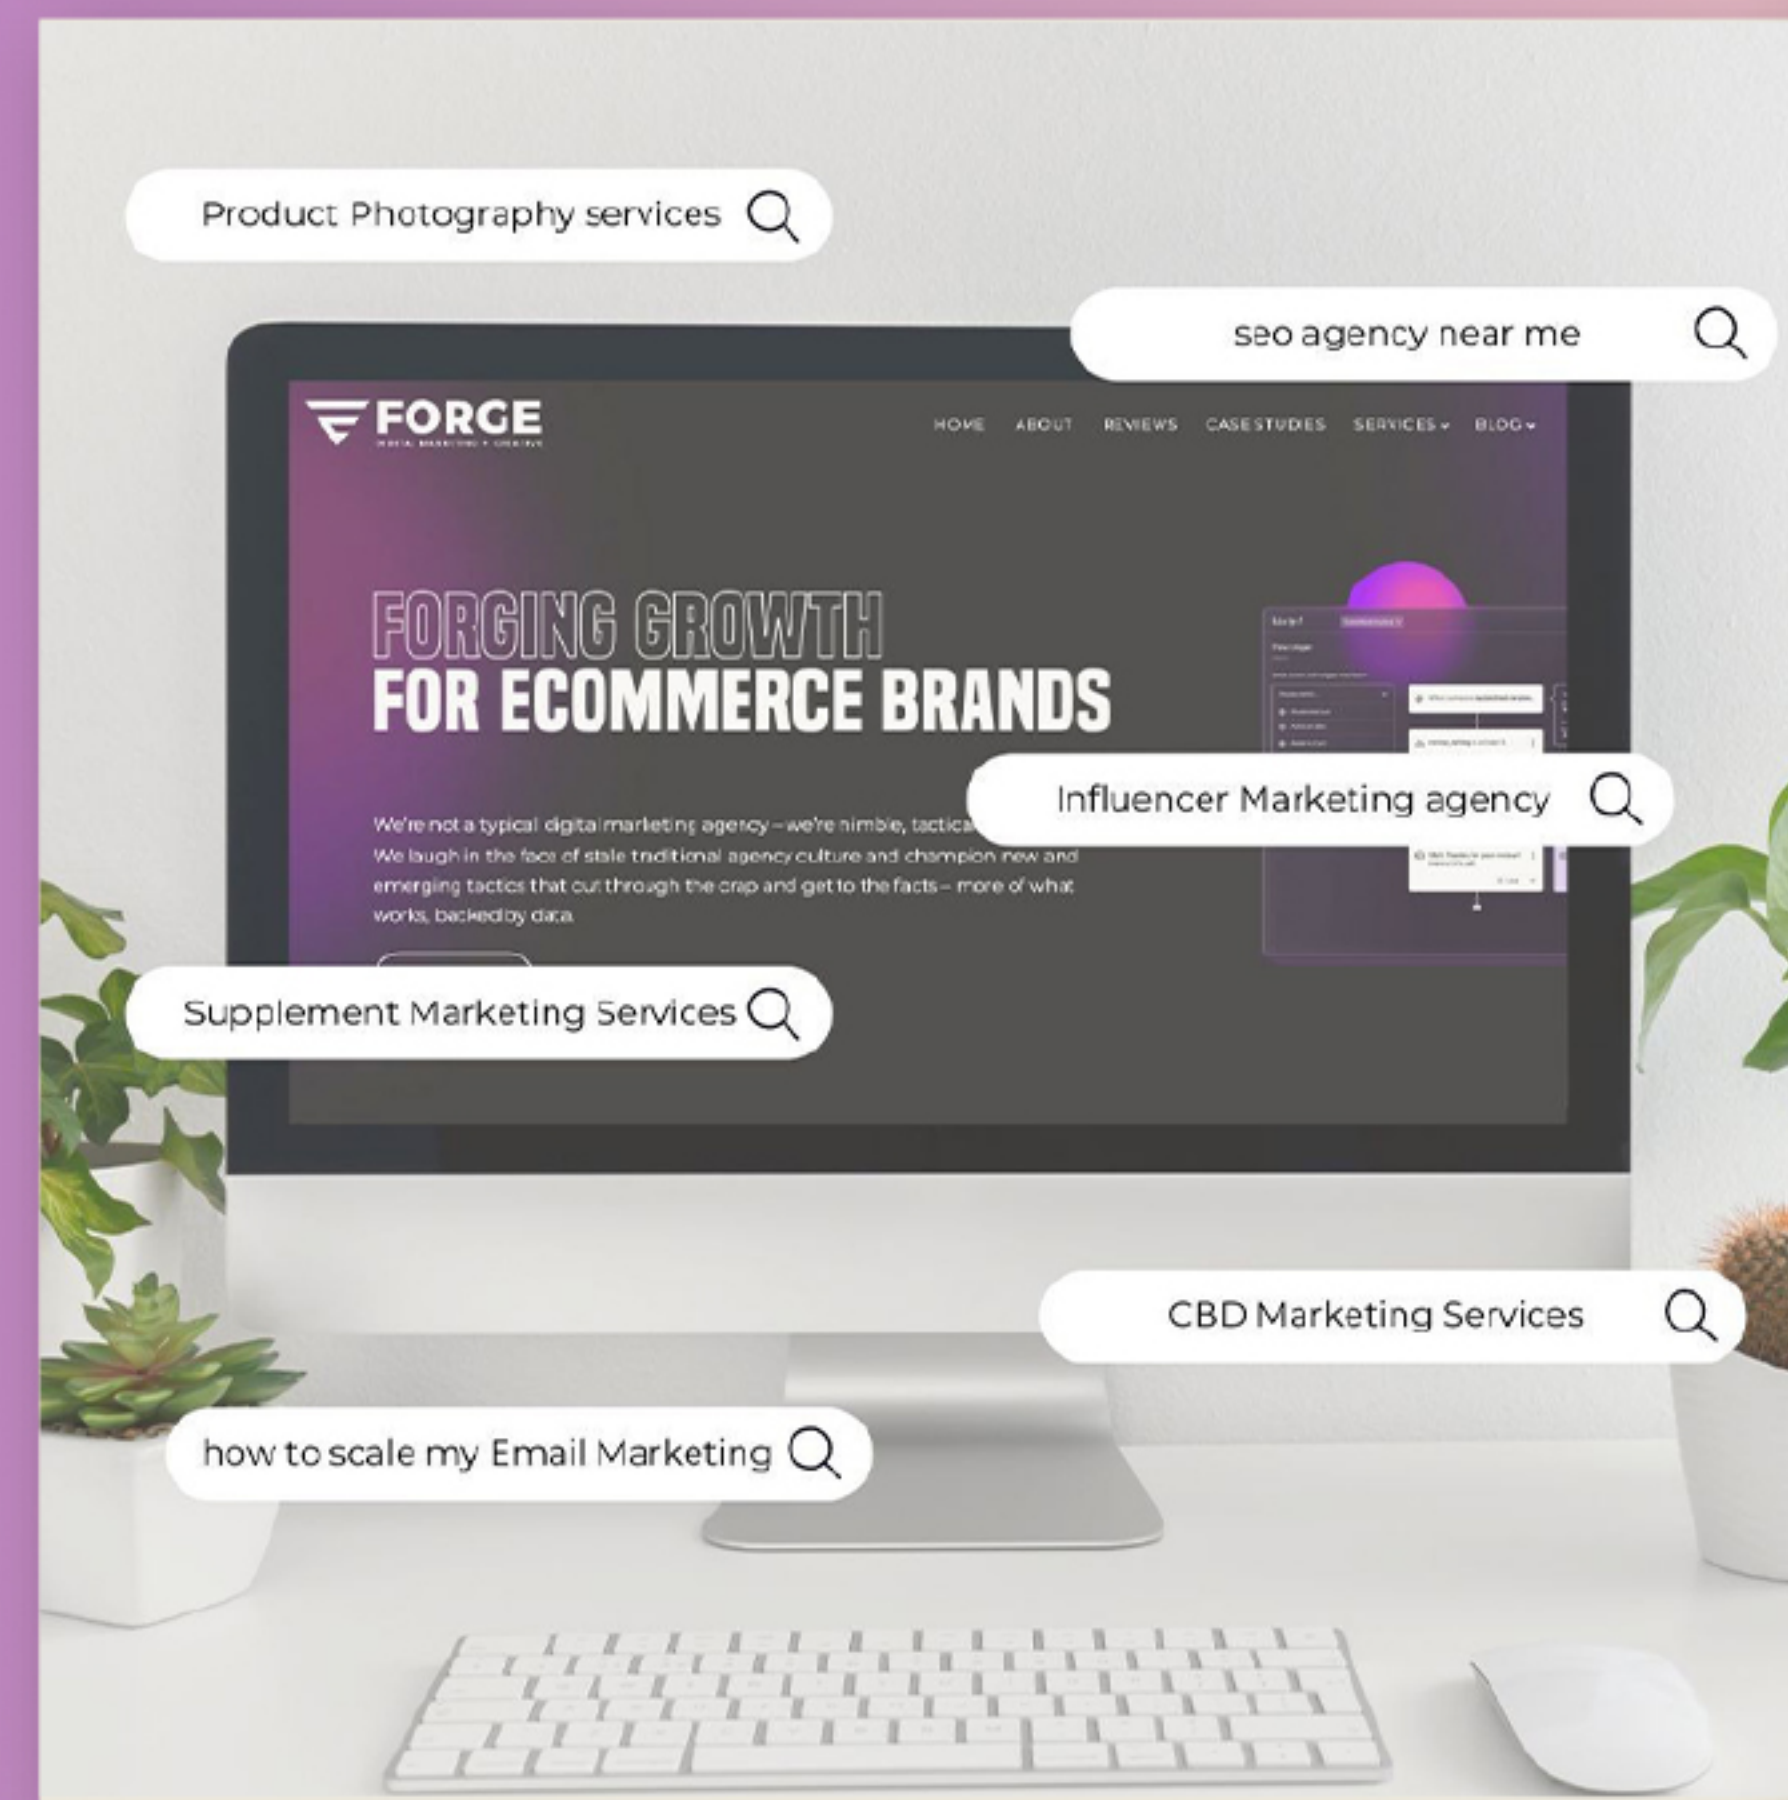 Product Photography services
seo agency near me
FORGE
DIGITAL MARKETING + CREATIVE
HOME ABOUT REVIEWS CASE STUDIES SERVICES BLOG
FORGING GROWTH
FOR ECOMMERCE BRANDS
We're not a typical digital marketing agency – we're nimble, tactica
We laugh in the face of stale traditional agency culture and champion new and
emerging tactics that cut through the crap and get to the facts – more of what
works, backed by data.
Influencer Marketing agency
Supplement Marketing Services
CBD Marketing Services
how to scale my Email Marketing